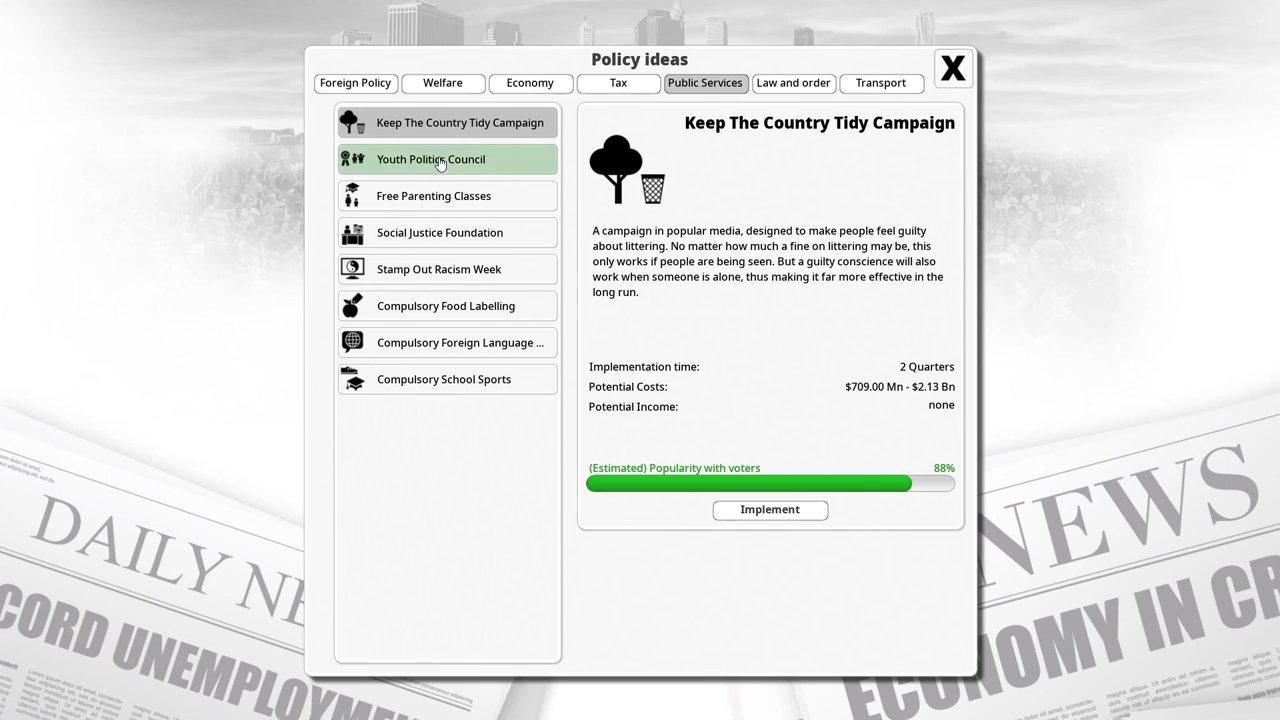 Policy ideas
X
Foreign Policy
Welfare
Economy
Tax
Public Services
Law and order
Transport
Keep The Country Tidy Campaign
Youth Politics Council
Free Parenting Classes
Social Justice Foundation
Stamp Out Racism Week
Compulsory Food Labelling
Compulsory Foreign Language ...
Compulsory School Sports
Keep The Country Tidy Campaign
A campaign in popular media, designed to make people feel guilty
about littering. No matter how much a fine on littering may be, this
only works if people are being seen. But a guilty conscience will also
work when someone is alone, thus making it far more effective in the
long run.
Implementation time: 2 Quarters
Potential Costs: $709.00 Mn - $2.13 Bn
Potential Income: none
(Estimated) Popularity with voters 88%
Implement
DAILY NE
CORD UNEMPLOYM
NEWS
ECONOMY IN CR